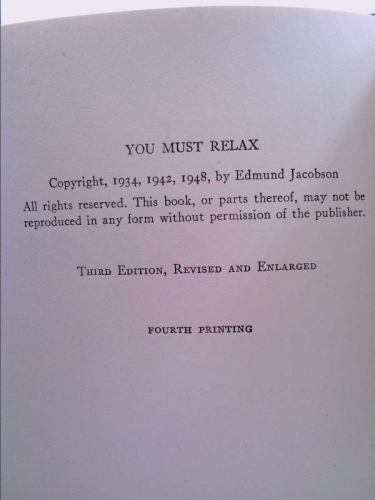 YOU MUST RELAX
Copyright, 1934, 1942, 1948, by Edmund Jacobson
All rights reserved. This book, or parts thereof, may not be
reproduced in any form without permission of the publisher.
Third Edition, Revised and Enlarged
FOURTH PRINTING